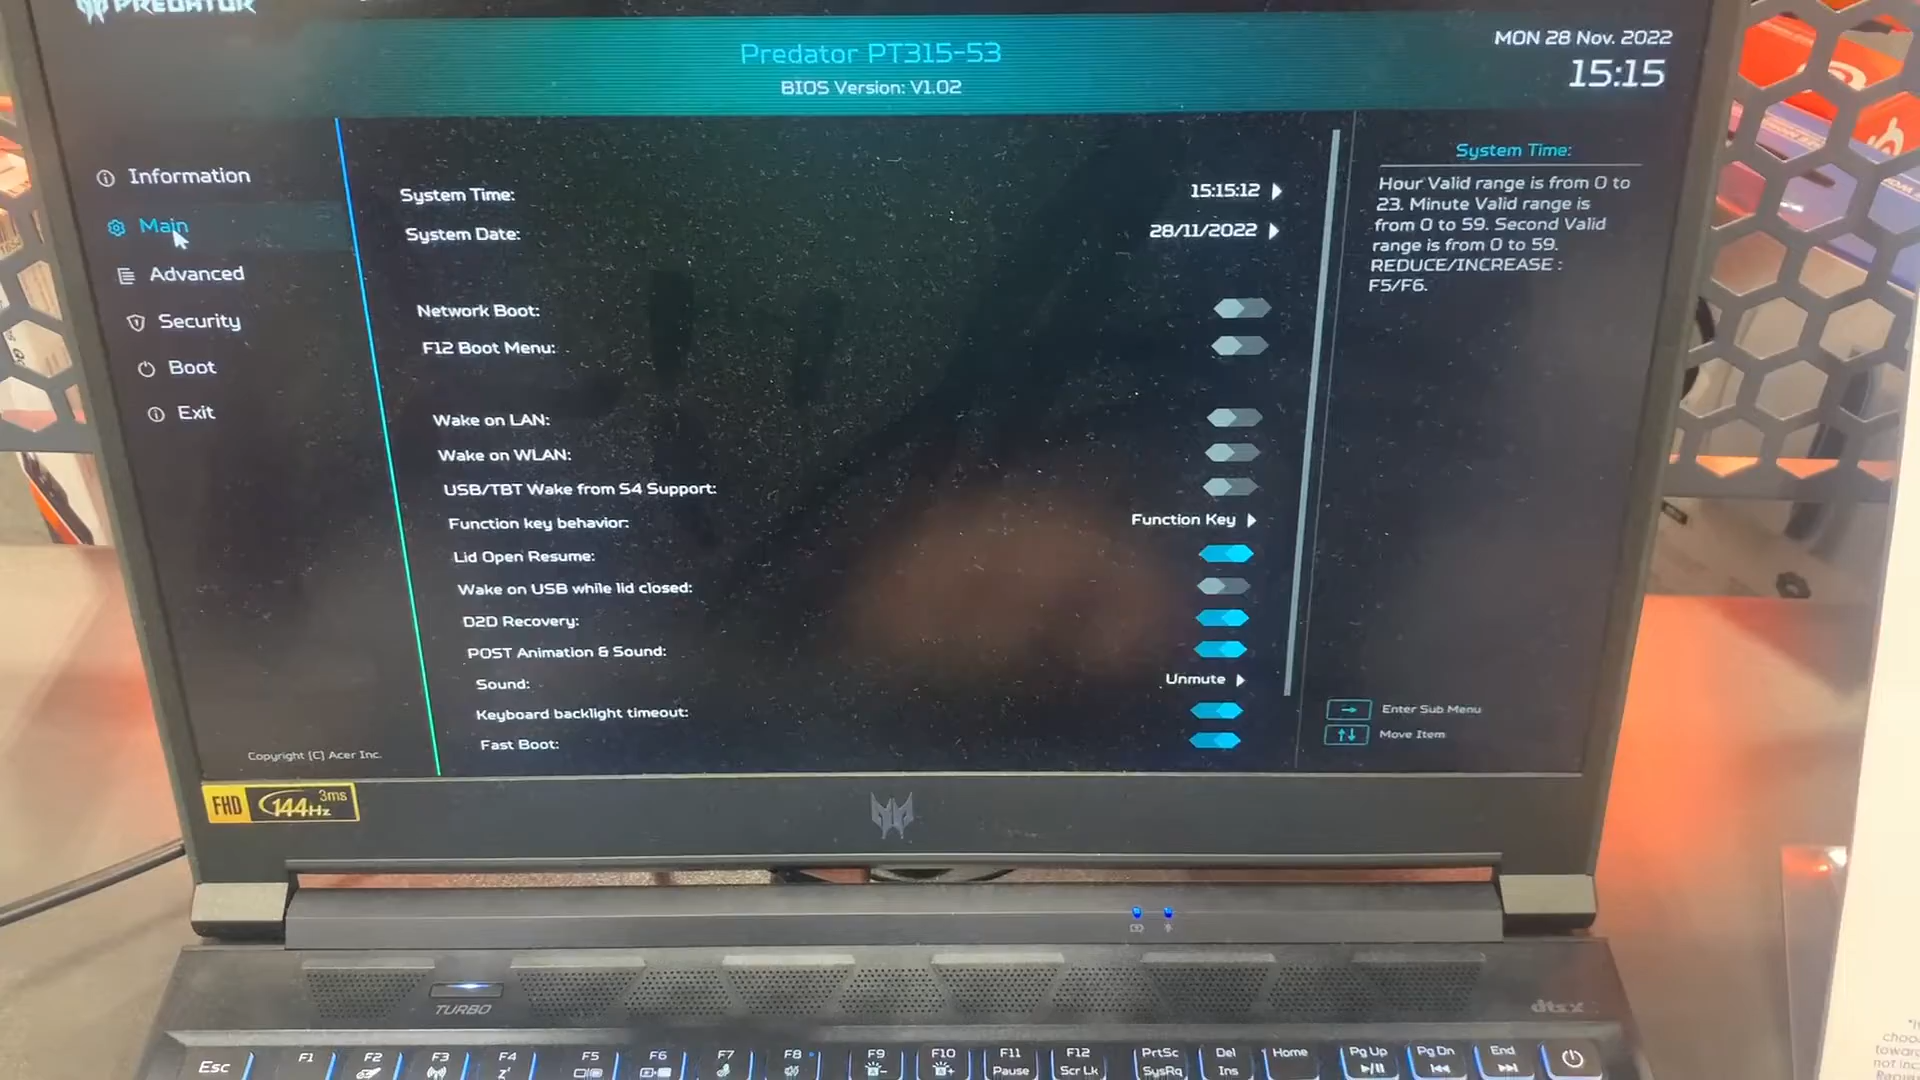 PREDATOR
Predator PT315-53
BIOS Version: V1.02
MON 28 Nov. 2022
15:15
Information
Main
Advanced
Security
Boot
Exit
System Time: 15:15:12
System Date: 28/11/2022
Network Boot:
F12 Boot Menu:
Wake on LAN:
Wake on WLAN:
USB/TBT Wake from S4 Support:
Function key behavior: Function Key
Lid Open Resume:
Wake on USB while lid closed:
D2D Recovery:
POST Animation & Sound:
Sound: Unmute
Keyboard backlight timeout:
Fast Boot:
System Time:
Hour Valid range is from 0 to
23. Minute Valid range is
from 0 to 59. Second Valid
range is from 0 to 59.
REDUCE/INCREASE :
F5/F6.
Enter Sub Menu
Move Item
Copyright (C) Acer Inc.
FHD 144Hz 3ms
TURBO
dts
Esc F1 F2 F3 F4 F5 F6 F7 F8 F9 F10 F11 F12 PrtSc Del Home Pg Up Pg Dn End
Pause Scr Lk SysRq Ins
choo
towar
not inc